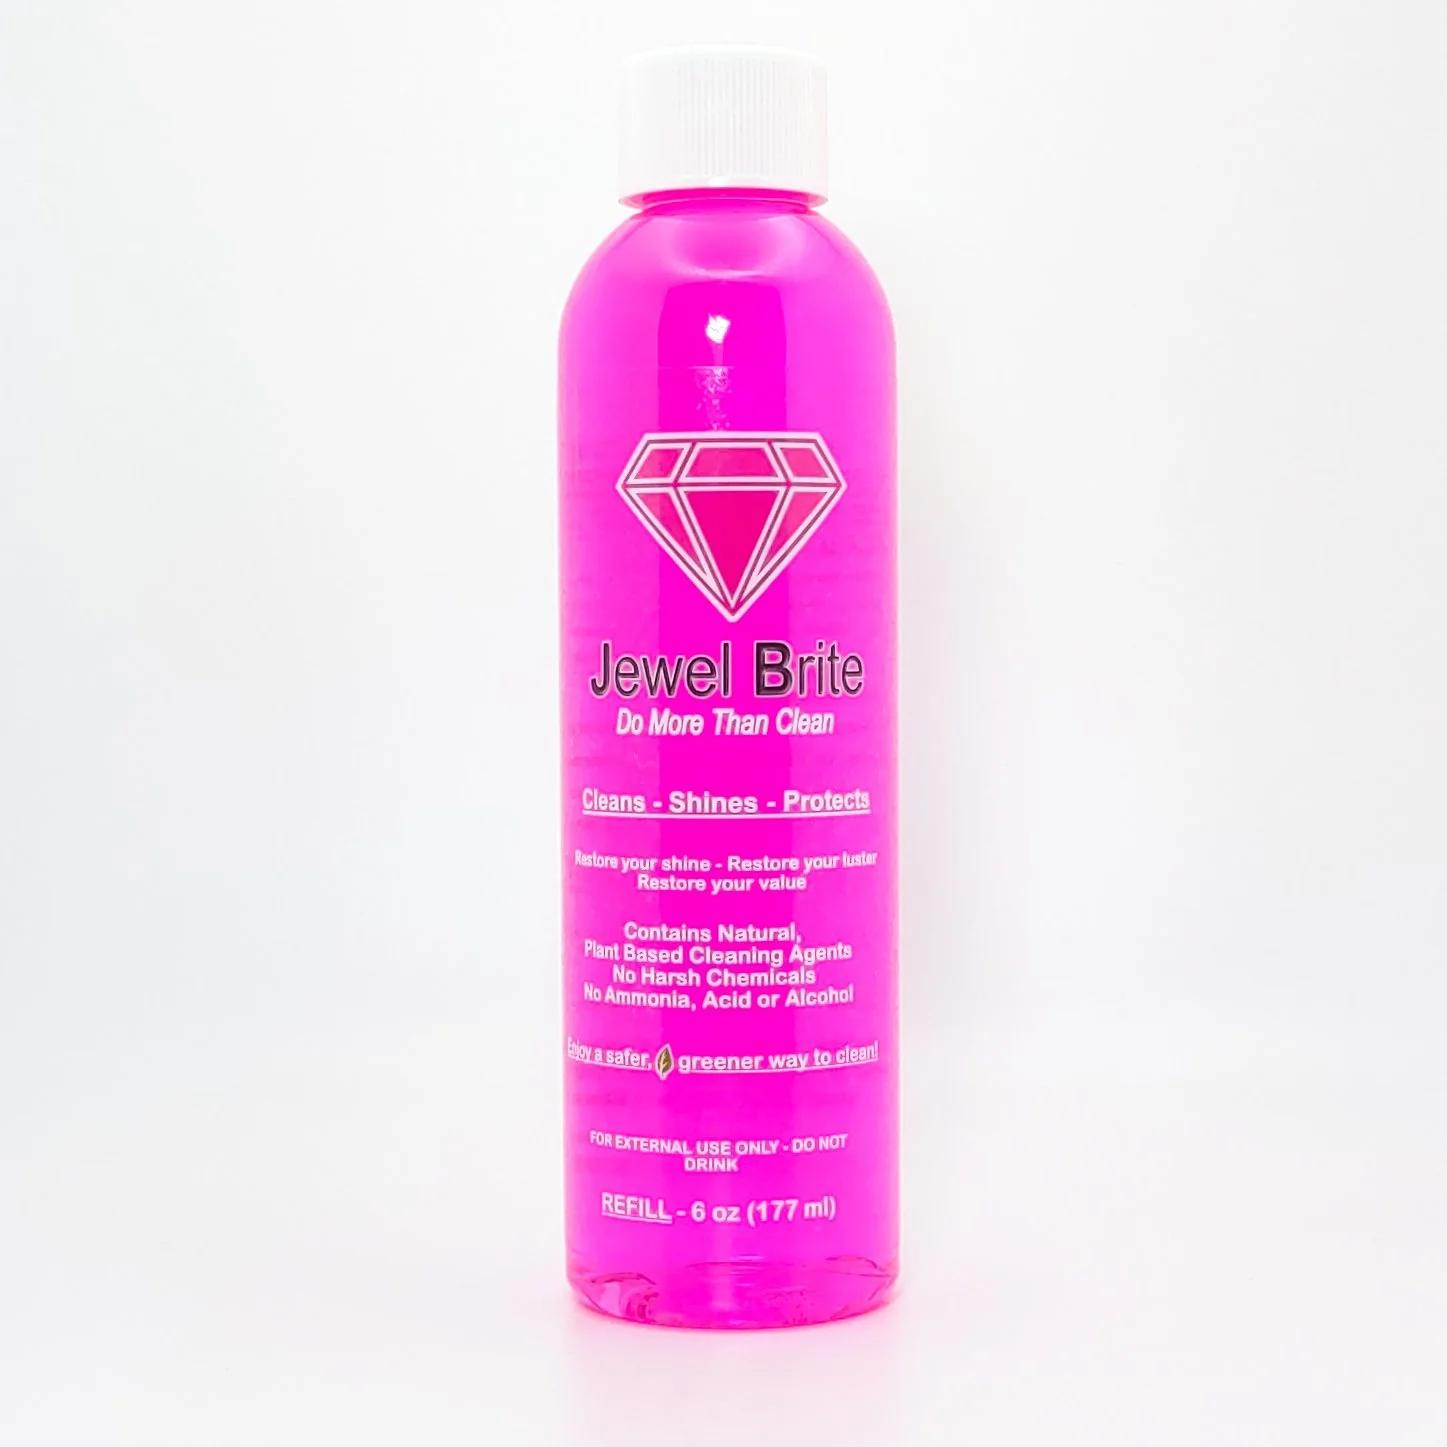 Jewel Brite
Do More Than Clean
Cleans - Shines - Protects
Restore your shine - Restore your luster
Restore your value
Contains Natural,
Plant Based Cleaning Agents
No Harsh Chemicals
No Ammonia, Acid or Alcohol
Enjoy a safer, greener way to clean!
FOR EXTERNAL USE ONLY - DO NOT
DRINK
REFILL - 6 oz (177 ml)